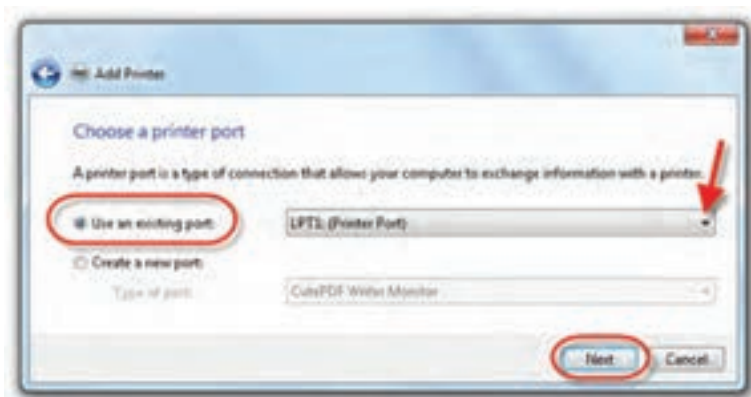 Add Printer
Choose a printer port
A printer port is a type of connection that allows your computer to exchange information with a printer.
Use an existing port:
LPT1: (Printer Port)
Create a new port:
Type of port:
CutePDF Writer Monitor
Next
Cancel